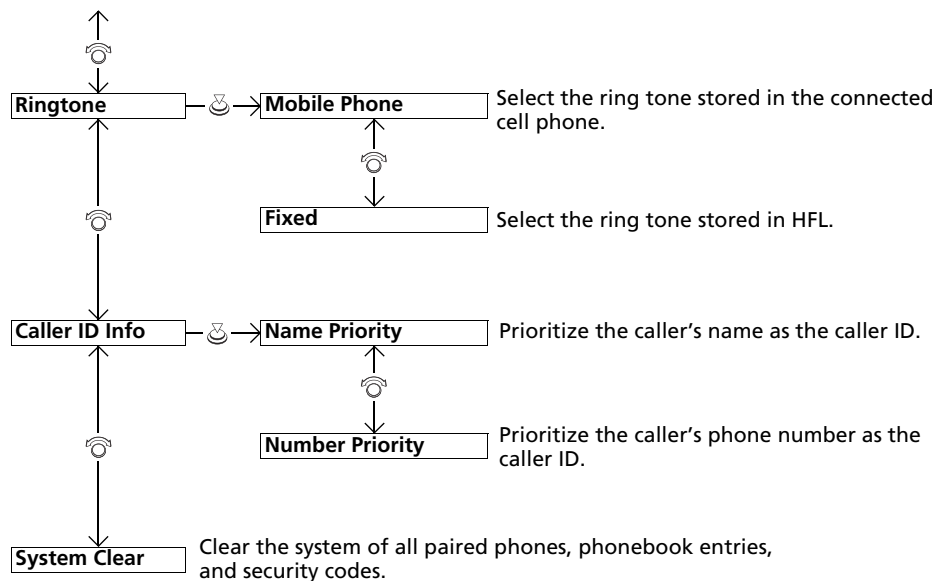 Ringtone
Mobile Phone
Select the ring tone stored in the connected
cell phone.
Fixed
Select the ring tone stored in HFL.
Caller ID Info
Name Priority
Prioritize the caller’s name as the caller ID.
Number Priority
Prioritize the caller’s phone number as the
caller ID.
System Clear
Clear the system of all paired phones, phonebook entries,
and security codes.